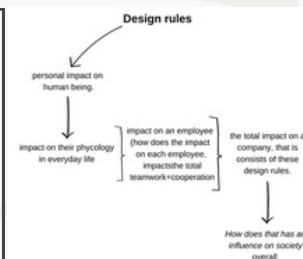 Design rules
personal impact on
human being.
impact on their phycology
in everyday life
impact on an employee
(how does the impact
on each employee,
impactsthe total
teamwork+cooperation
the total impact on a
company, that is
consists of these
design rules.
How does that has an
influence on society
overall.